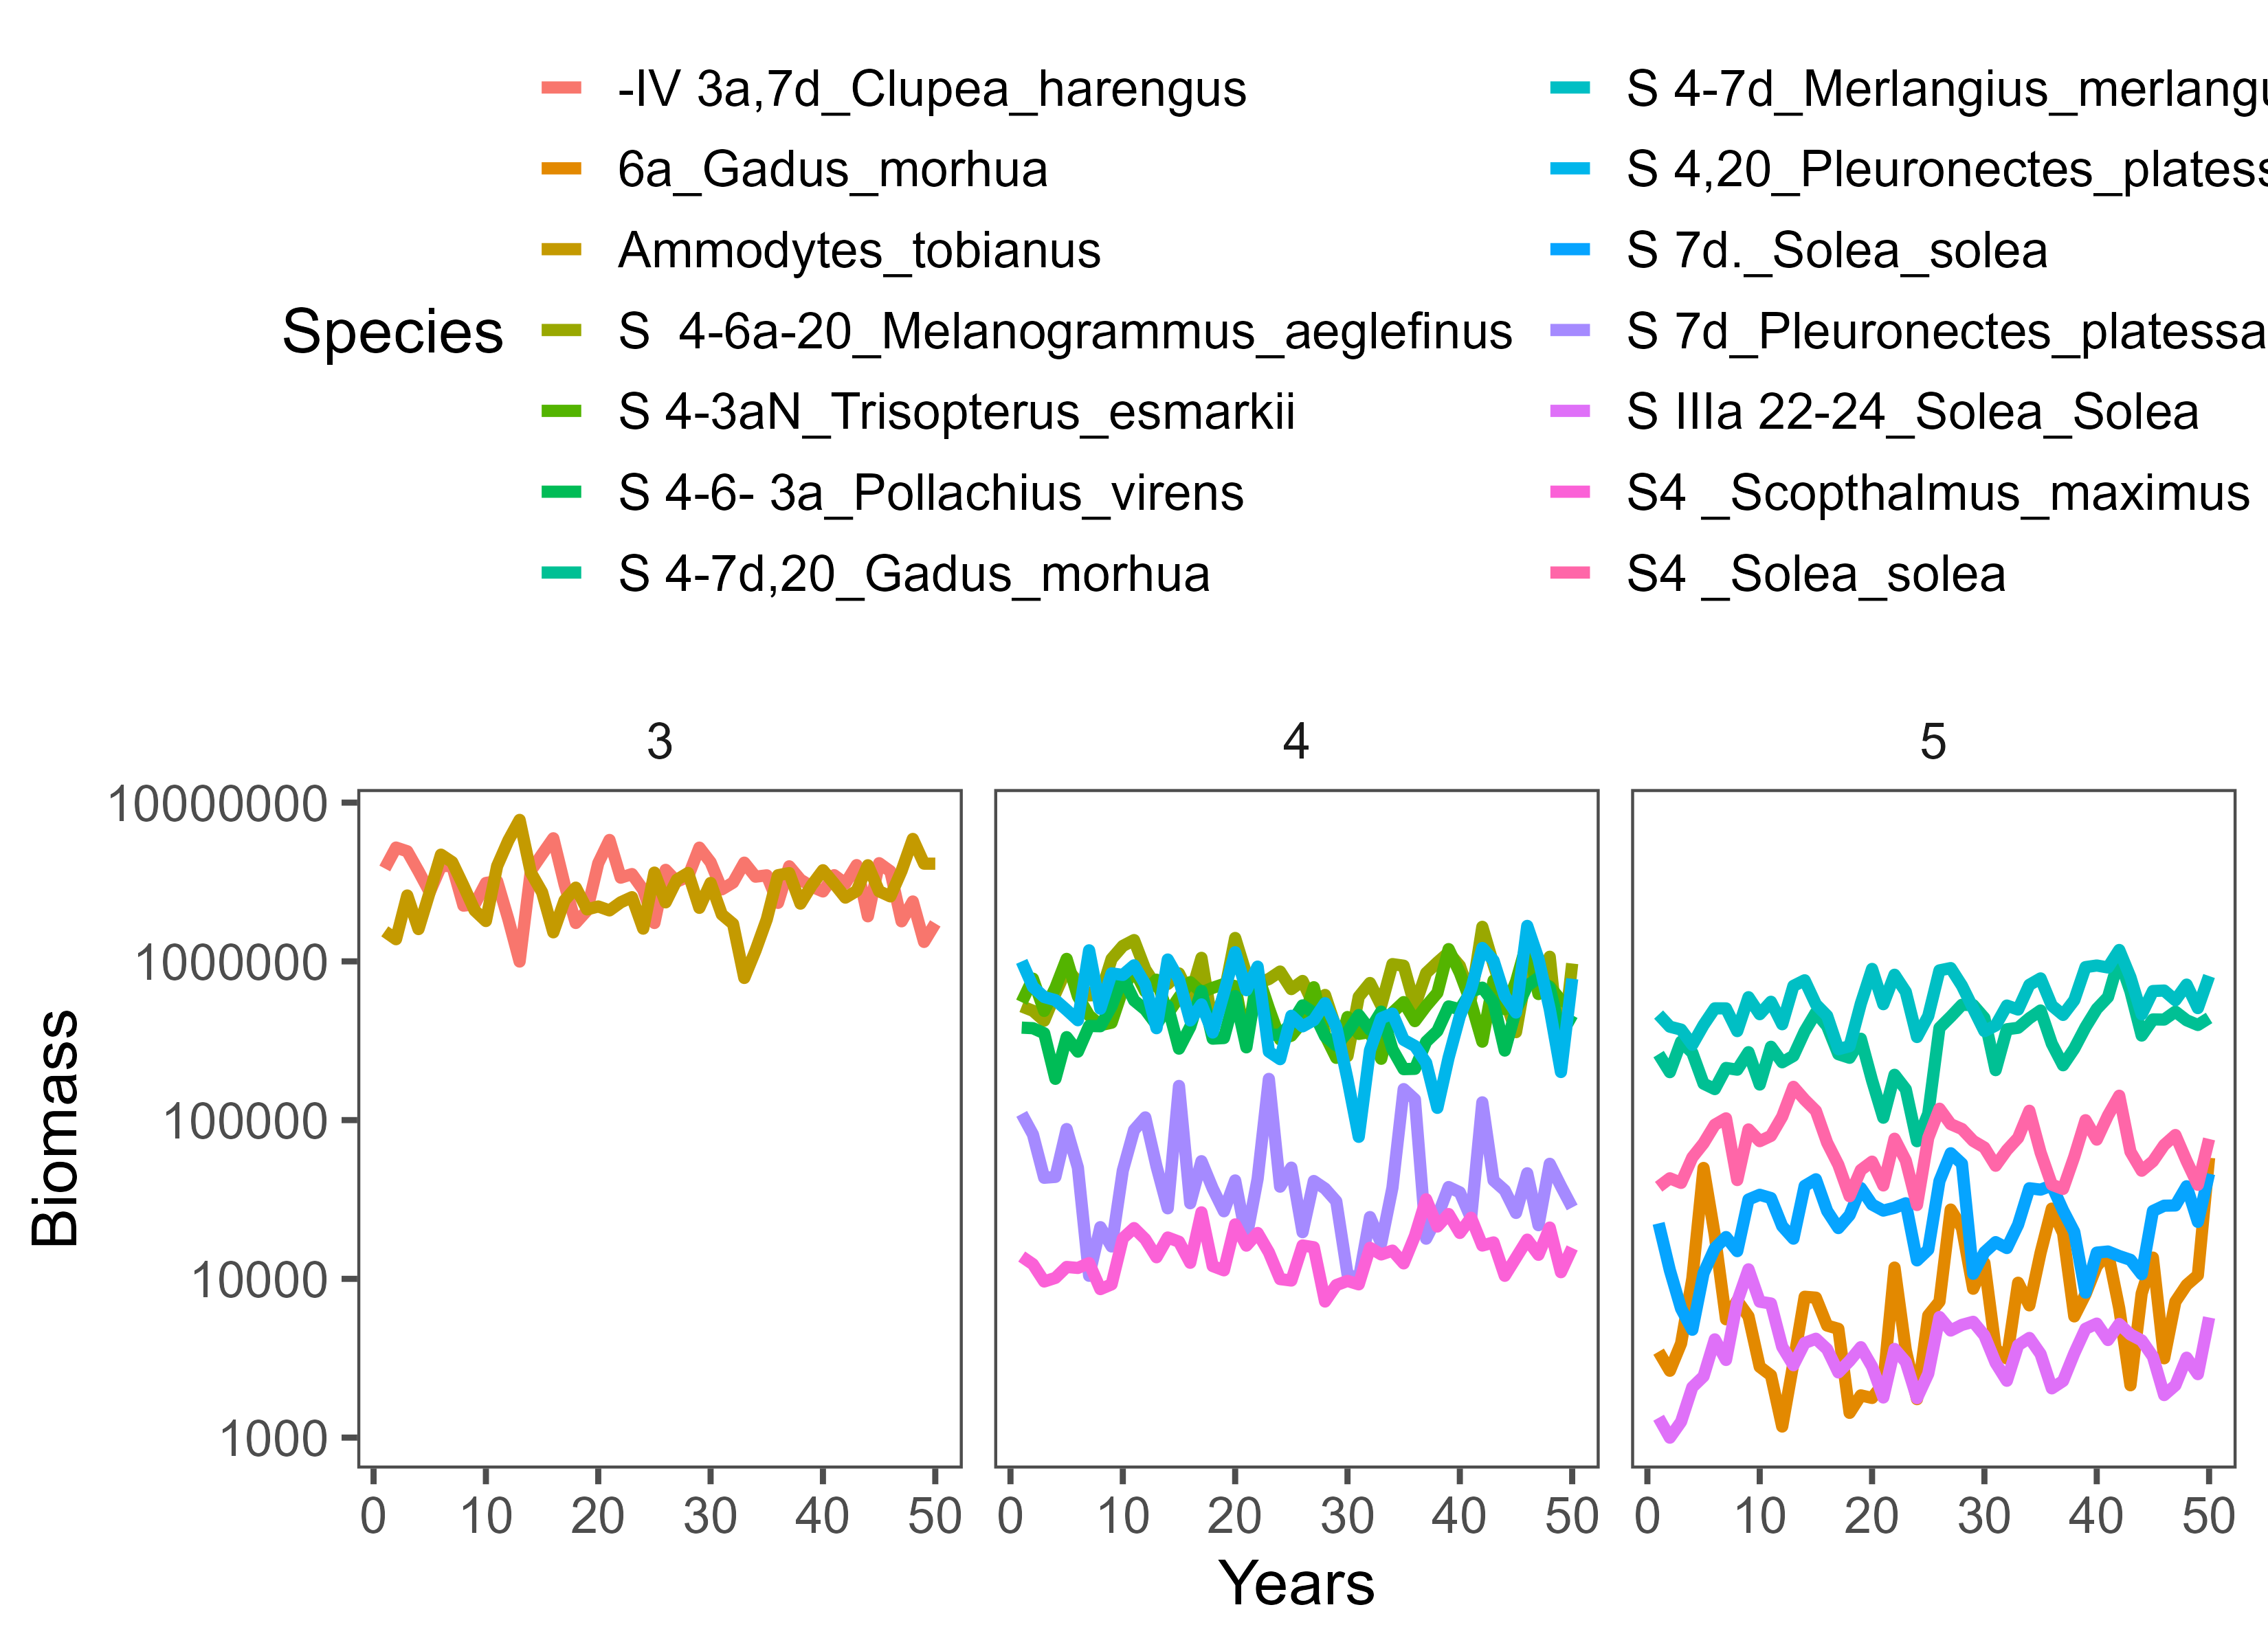 -IV 3a,7d_Clupea_harengus
6a_Gadus_morhua
Ammodytes_tobianus
Species
S  4-6a-20_Melanogrammus_aeglefinus
S 4-3aN_Trisopterus_esmarkii
S 4-6- 3a_Pollachius_virens
S 4-7d,20_Gadus_morhua
S 4-7d_Merlangius_merlangu
S 4,20_Pleuronectes_platess
S 7d._Solea_solea
S 7d_Pleuronectes_platessa
S IIIa 22-24_Solea_Solea
S4 _Scopthalmus_maximus
S4 _Solea_solea
3 4 5
10000000
1000000
100000
10000
1000
Biomass
0 10 20 30 40 50 0 10 20 30 40 50 0 10 20 30 40 50
Years